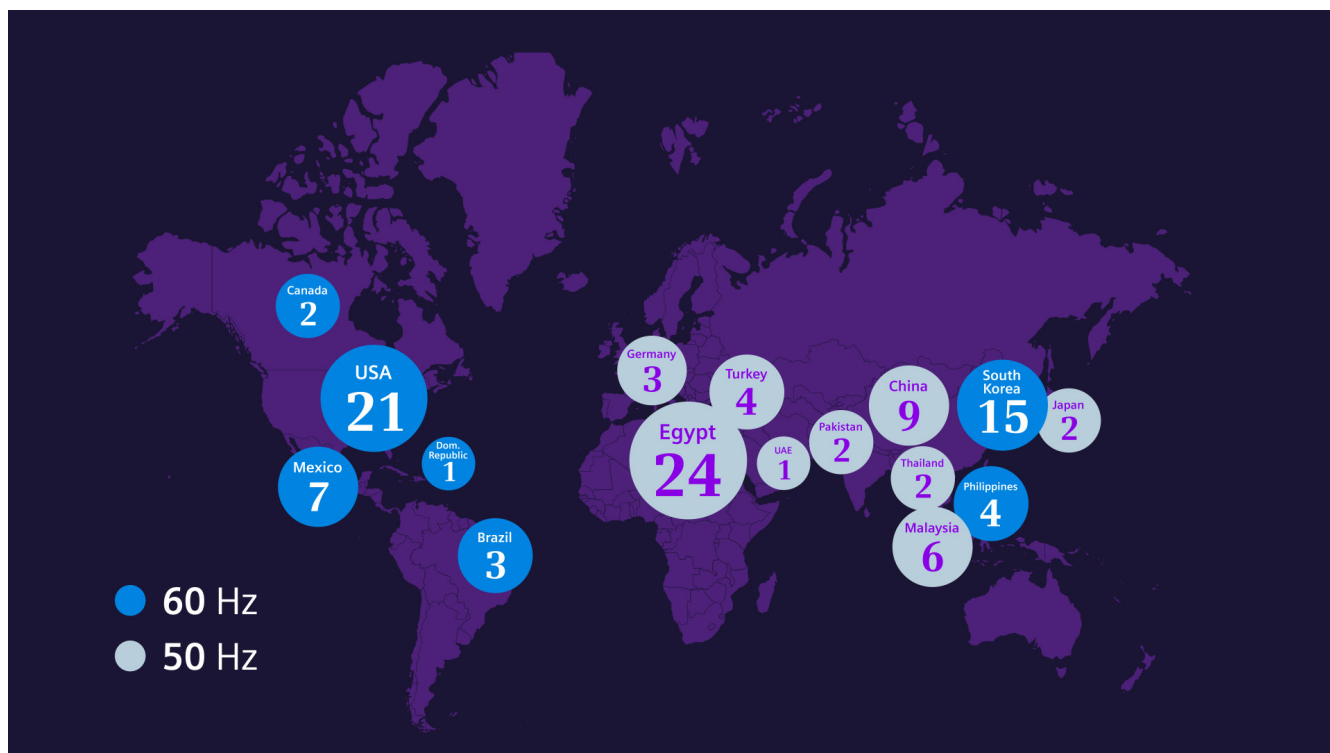 Canada
2
USA
21
Mexico
7
Dom.
Republic
1
Brazil
3
Germany
3
Turkey
4
Egypt
24
UAE
1
Pakistan
2
China
9
South
Korea
15
Japan
2
Thailand
2
Philippines
4
Malaysia
6
60 Hz
50 Hz